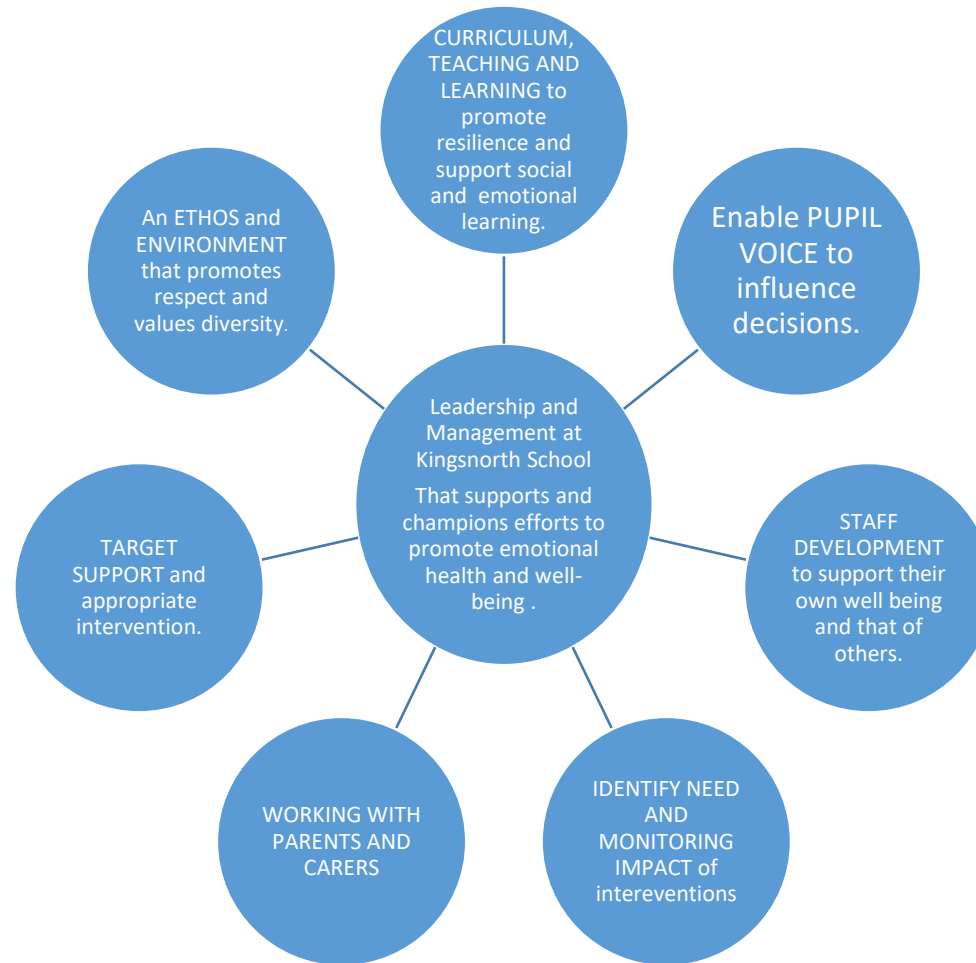 CURRICULUM,
TEACHING AND
LEARNING to
promote
resilience and
support social
and  emotional
learning.
Enable PUPIL
VOICE to
influence
decisions.
STAFF
DEVELOPMENT
to support their
own well being
and that of
others.
IDENTIFY NEED
AND
MONITORING
IMPACT of
intereventions
WORKING WITH
PARENTS AND
CARERS
TARGET
SUPPORT and
appropriate
intervention.
An ETHOS and
ENVIRONMENT
that promotes
respect and
values diversity.
Leadership and
Management at
Kingsnorth School
That supports and
champions efforts to
promote emotional
health and well-
being .